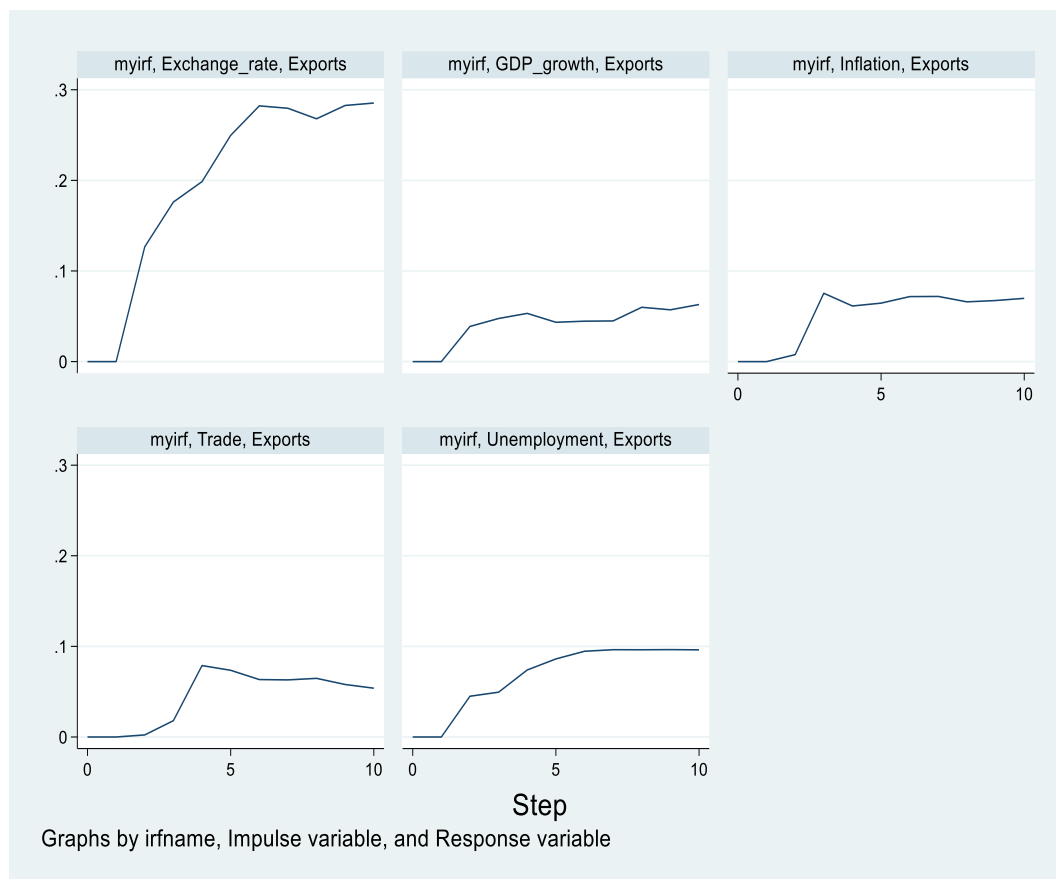 myirf, Exchange_rate, Exports
myirf, GDP_growth, Exports
myirf, Inflation, Exports
.3
.2
.1
0
0 5 10
myirf, Trade, Exports
myirf, Unemployment, Exports
.3
.2
.1
0
0 5 10
0 5 10
Step
Graphs by irfname, Impulse variable, and Response variable